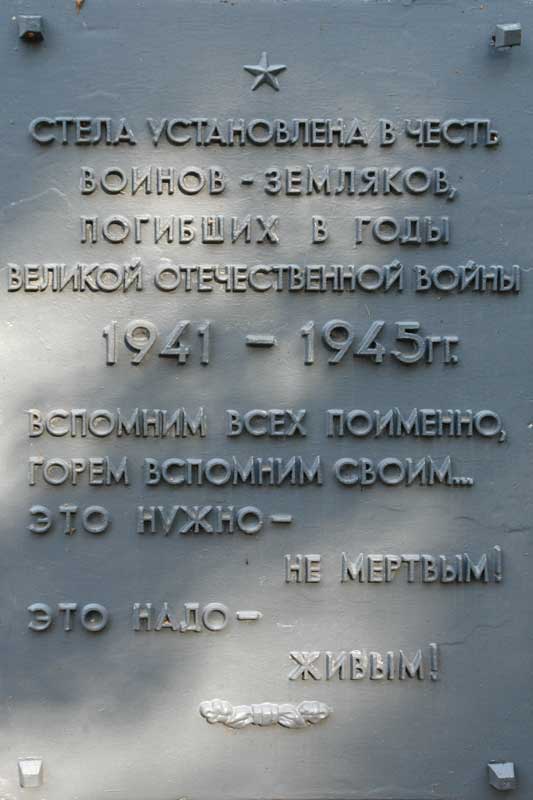 СТЕЛА УСТАНОВЛЕНА В ЧЕСТЬ
ВОИНОВ - ЗЕМЛЯКОВ,
ПОГИБШИХ В ГОДЫ
ВЕЛИКОЙ ОТЕЧЕСТВЕННОЙ ВОЙНЫ
1941 - 1945гг.
ВСПОМНИМ ВСЕХ ПОИМЕННО,
ГОРЕМ ВСПОМНИМ СВОИМ...
ЭТО НУЖНО -
НЕ МЕРТВЫМ!
ЭТО НАДО -
ЖИВЫМ!